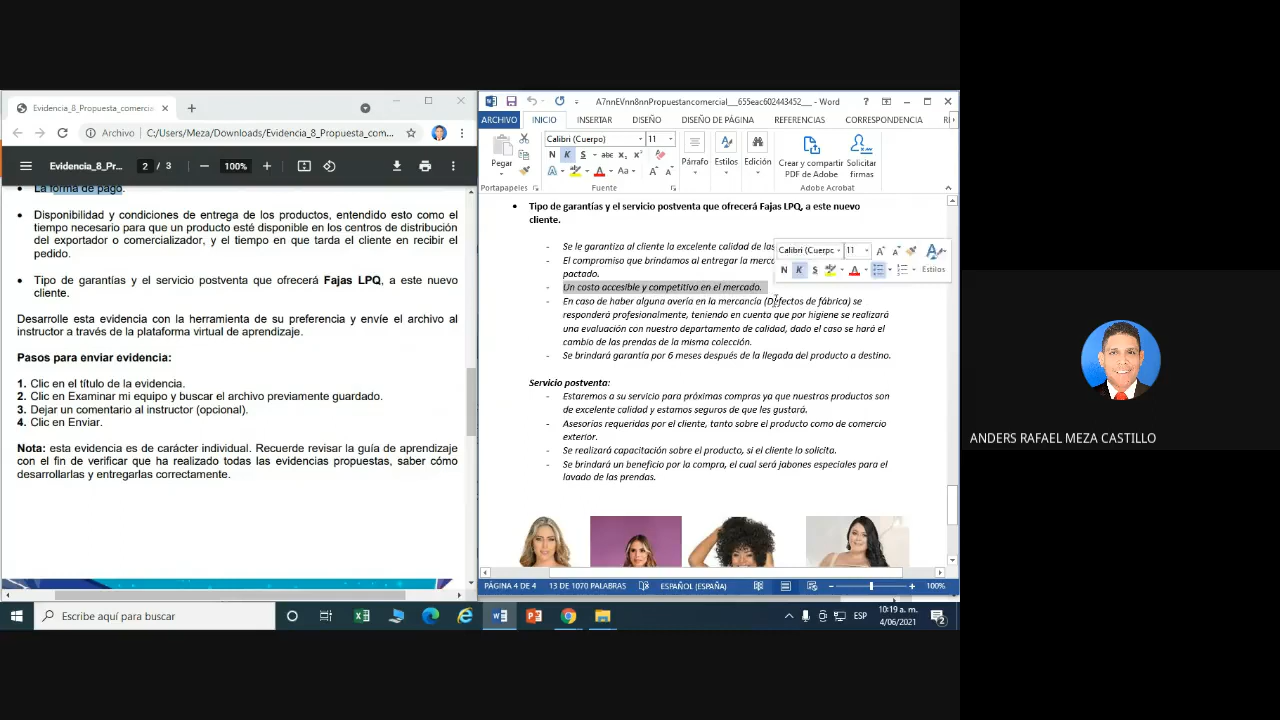 Evidencia_8_Propuesta_comercia
Archivo
C:/Users/Meza/Downloads/Evidencia_8_Propuesta_com...
Evidencia_8_Pr...
2 / 3
100%
La forma de pago.
Disponibilidad y condiciones de entrega de los productos, entendido esto como el
tiempo necesario para que un producto esté disponible en los centros de distribución
del exportador o comercializador, y el tiempo en que tarda el cliente en recibir el
pedido.
Tipo de garantías y el servicio postventa que ofrecerá Fajas LPQ, a este nuevo
cliente.
Desarrolle esta evidencia con la herramienta de su preferencia y envíe el archivo al
instructor a través de la plataforma virtual de aprendizaje.
Pasos para enviar evidencia:
1. Clic en el título de la evidencia.
2. Clic en Examinar mi equipo y buscar el archivo previamente guardado.
3. Dejar un comentario al instructor (opcional).
4. Clic en Enviar.
Nota: esta evidencia es de carácter individual. Recuerde revisar la guía de aprendizaje
con el fin de verificar que ha realizado todas las evidencias propuestas, saber cómo
desarrollarlas y entregarlas correctamente.
A7nnEVnn8nnPropuestancomercial___655eac602443452___ - Word
ARCHIVO INICIO INSERTAR DISEÑO DISEÑO DE PÁGINA REFERENCIAS CORRESPONDENCIA
Calibri (Cuerpo) 11
N K S abc x₂ x²
Pegar
Aa
A A
Párrafo
Estilos
Edición
Crear y compartir
PDF de Adobe
Solicitar
firmas
Portapapeles
Fuente
Adobe Acrobat
Tipo de garantías y el servicio postventa que ofrecerá Fajas LPQ, a este nuevo
cliente.
- Se le garantiza al cliente la excelente calidad de los
- El compromiso que brindamos al entregar la merca
pactado.
- Un costo accesible y competitivo en el mercado.
- En caso de haber alguna avería en la mercancía (Defectos de fábrica) se
responderá profesionalmente, teniendo en cuenta que por higiene se realizará
una evaluación con nuestro departamento de calidad, dado el caso se hará el
cambio de las prendas de la misma colección.
- Se brindará garantía por 6 meses después de la llegada del producto a destino.
Calibri (Cuerpc 11
N K S
Estilos
Servicio postventa:
- Estaremos a su servicio para próximas compras ya que nuestros productos son
de excelente calidad y estamos seguros de que les gustará.
- Asesorías requeridas por el cliente, tanto sobre el producto como de comercio
exterior.
- Se realizará capacitación sobre el producto, si el cliente lo solicita.
- Se brindará un beneficio por la compra, el cual será jabones especiales para el
lavado de las prendas.
PÁGINA 4 DE 4 13 DE 1070 PALABRAS ESPAÑOL (ESPAÑA) 100%
Escribe aquí para buscar
ESP
10:19 a. m.
4/06/2021
2
ANDERS RAFAEL MEZA CASTILLO